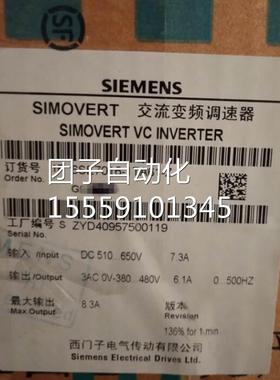 SIEMENS
SIMOVERT 交流变频调速器
SIMOVERT VC INVERTER
订货号
Order No.
团子电气传动
15559101345
工厂编号 S ZYD40957500119
Serial No.
输入 /Input DC 510...650V 7.3A
输出/Output 3AC 0V-380...480V 6.1A 0...500HZ
最大输出 8.3A 版本
Max Output Revision
136% for 1.min
西门子电气传动有限公司
Siemens Electrical Drives Ltd.